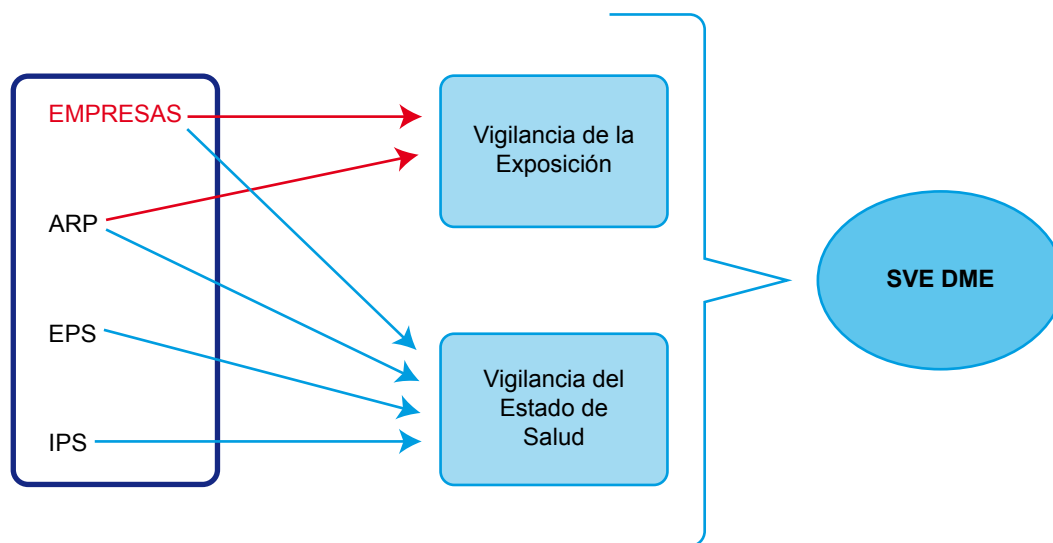 EMPRESAS
ARP
EPS
IPS
Vigilancia de la
Exposición
Vigilancia del
Estado de
Salud
SVE DME